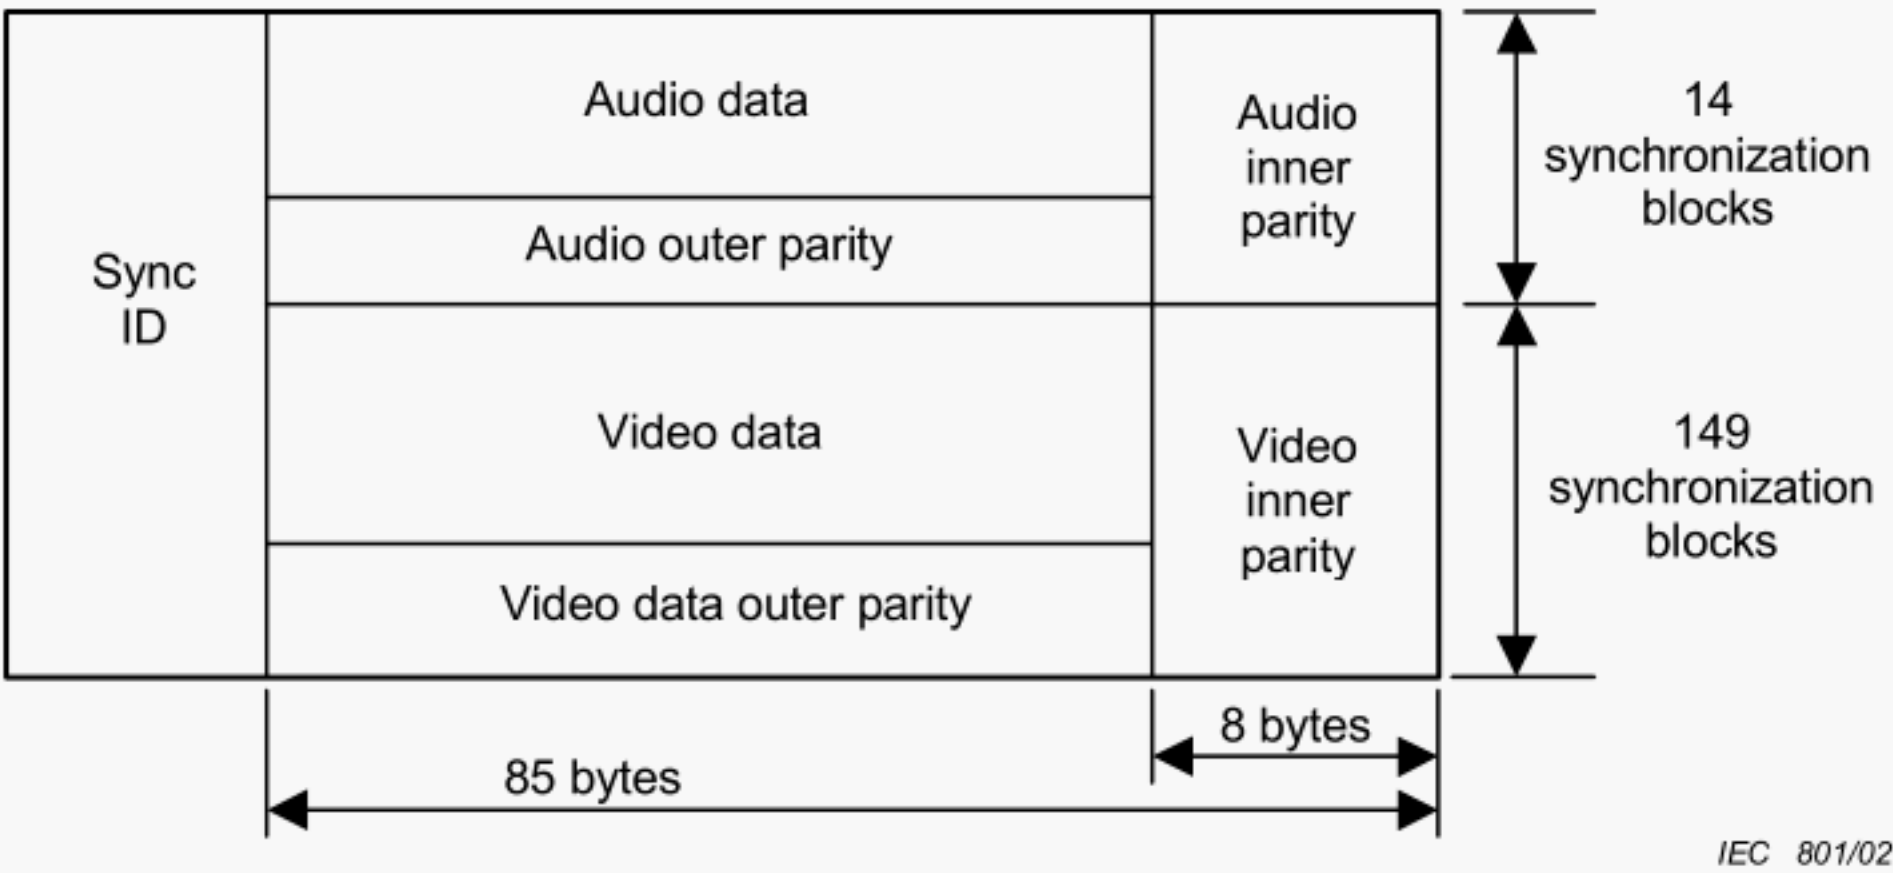 Sync
ID
Audio data
Audio outer parity
Audio
inner
parity
14
synchronization
blocks
Video data
Video data outer parity
Video
inner
parity
149
synchronization
blocks
8 bytes
85 bytes
IEC 801/02